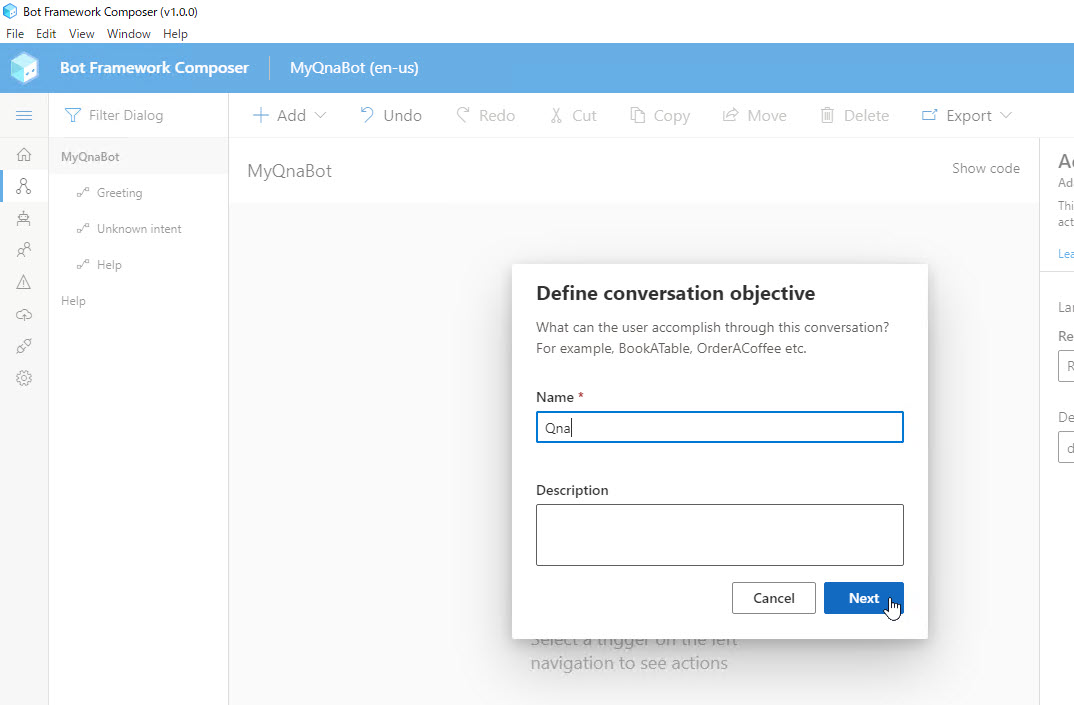 Bot Framework Composer (v1.0.0)
File Edit View Window Help
Bot Framework Composer MyQnaBot (en-us)
Filter Dialog
Add Undo Redo Cut Copy Move Delete Export
MyQnaBot
Greeting
Unknown intent
Help
Help
MyQnaBot
Show code
Define conversation objective
What can the user accomplish through this conversation?
For example, BookATable, OrderACoffee etc.
Name *
Qna
Description
Cancel Next
Select a trigger on the left
navigation to see actions
Ad
Thi
act
Lea
La
Re
De
d